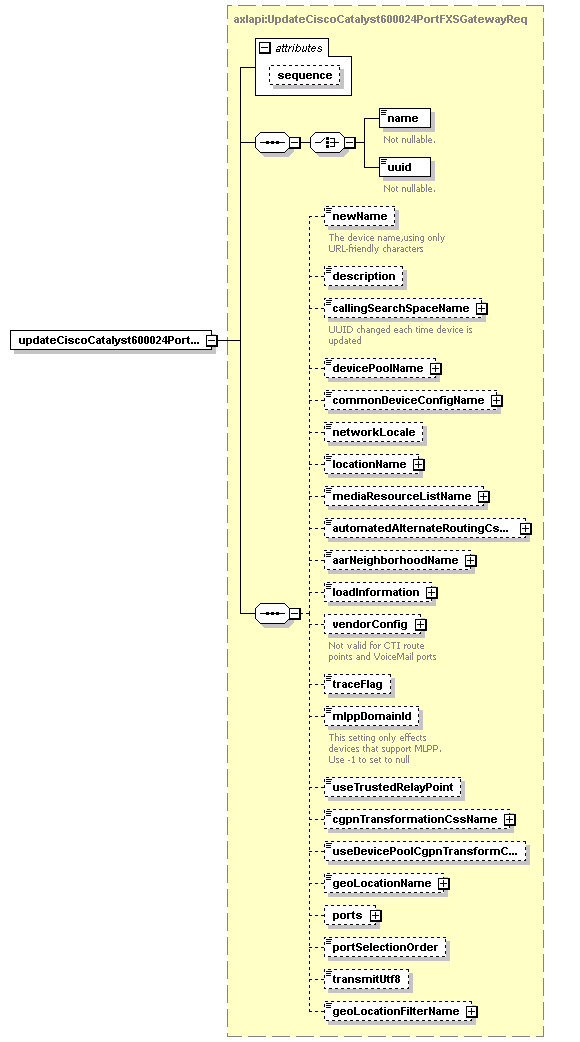 axlapi:UpdateCiscoCatalyst600024PortFXSGatewayReq
attributes
sequence
name
Not nullable.
uuid
Not nullable.
newName
The device name,using only
URL-friendly characters
description
callingSearchSpaceName
UUID changed each time device is
updated
updateCiscoCatalyst600024Port...
devicePoolName
commonDeviceConfigName
networkLocale
locationName
mediaResourceListName
automatedAlternateRoutingCs...
aarNeighborhoodName
loadInformation
vendorConfig
Not valid for CTI route
points and VoiceMail ports
traceFlag
mlppDomainId
This setting only effects
devices that support MLPP.
Use -1 to set to null
useTrustedRelayPoint
cgpnTransformationCssName
useDevicePoolCgpnTransformC...
geoLocationName
ports
portSelectionOrder
transmitUtf8
geoLocationFilterName